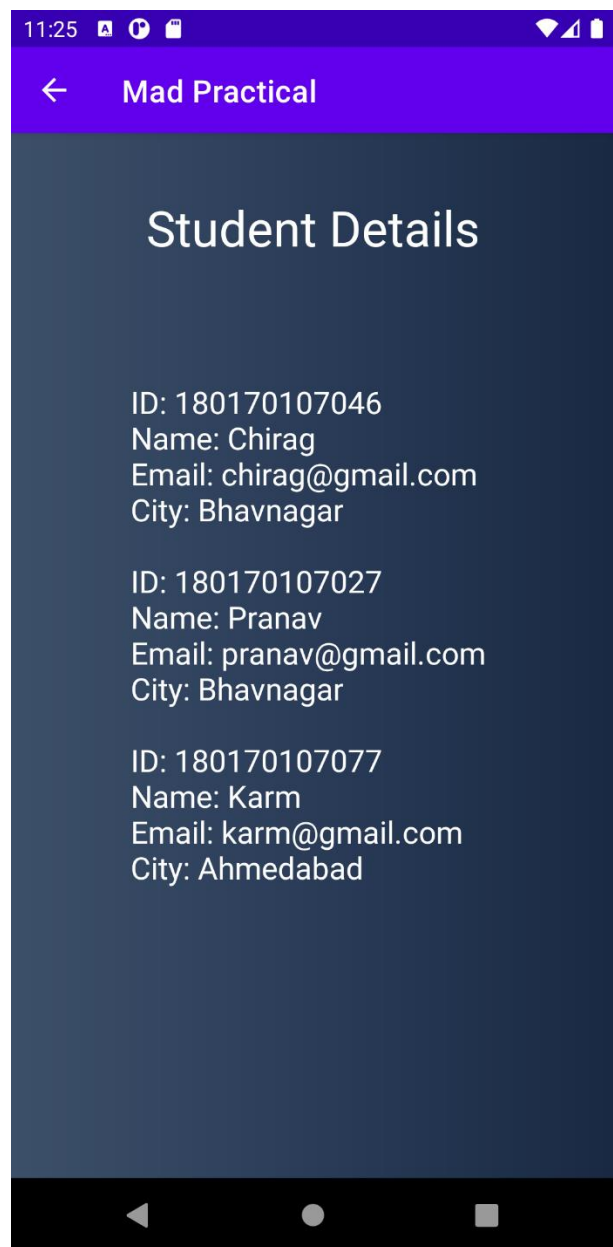 11:25
Mad Practical
Student Details
ID: 180170107046
Name: Chirag
Email: chirag@gmail.com
City: Bhavnagar
ID: 180170107027
Name: Pranav
Email: pranav@gmail.com
City: Bhavnagar
ID: 180170107077
Name: Karm
Email: karm@gmail.com
City: Ahmedabad